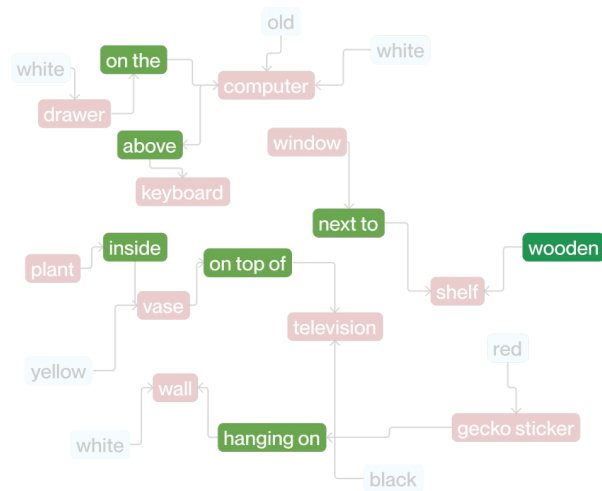 old
on the
white
white
computer
drawer
above
window
keyboard
next to
inside
wooden
on top of
plant
shelf
vase
television
red
yellow
wall
gecko sticker
white
hanging on
black